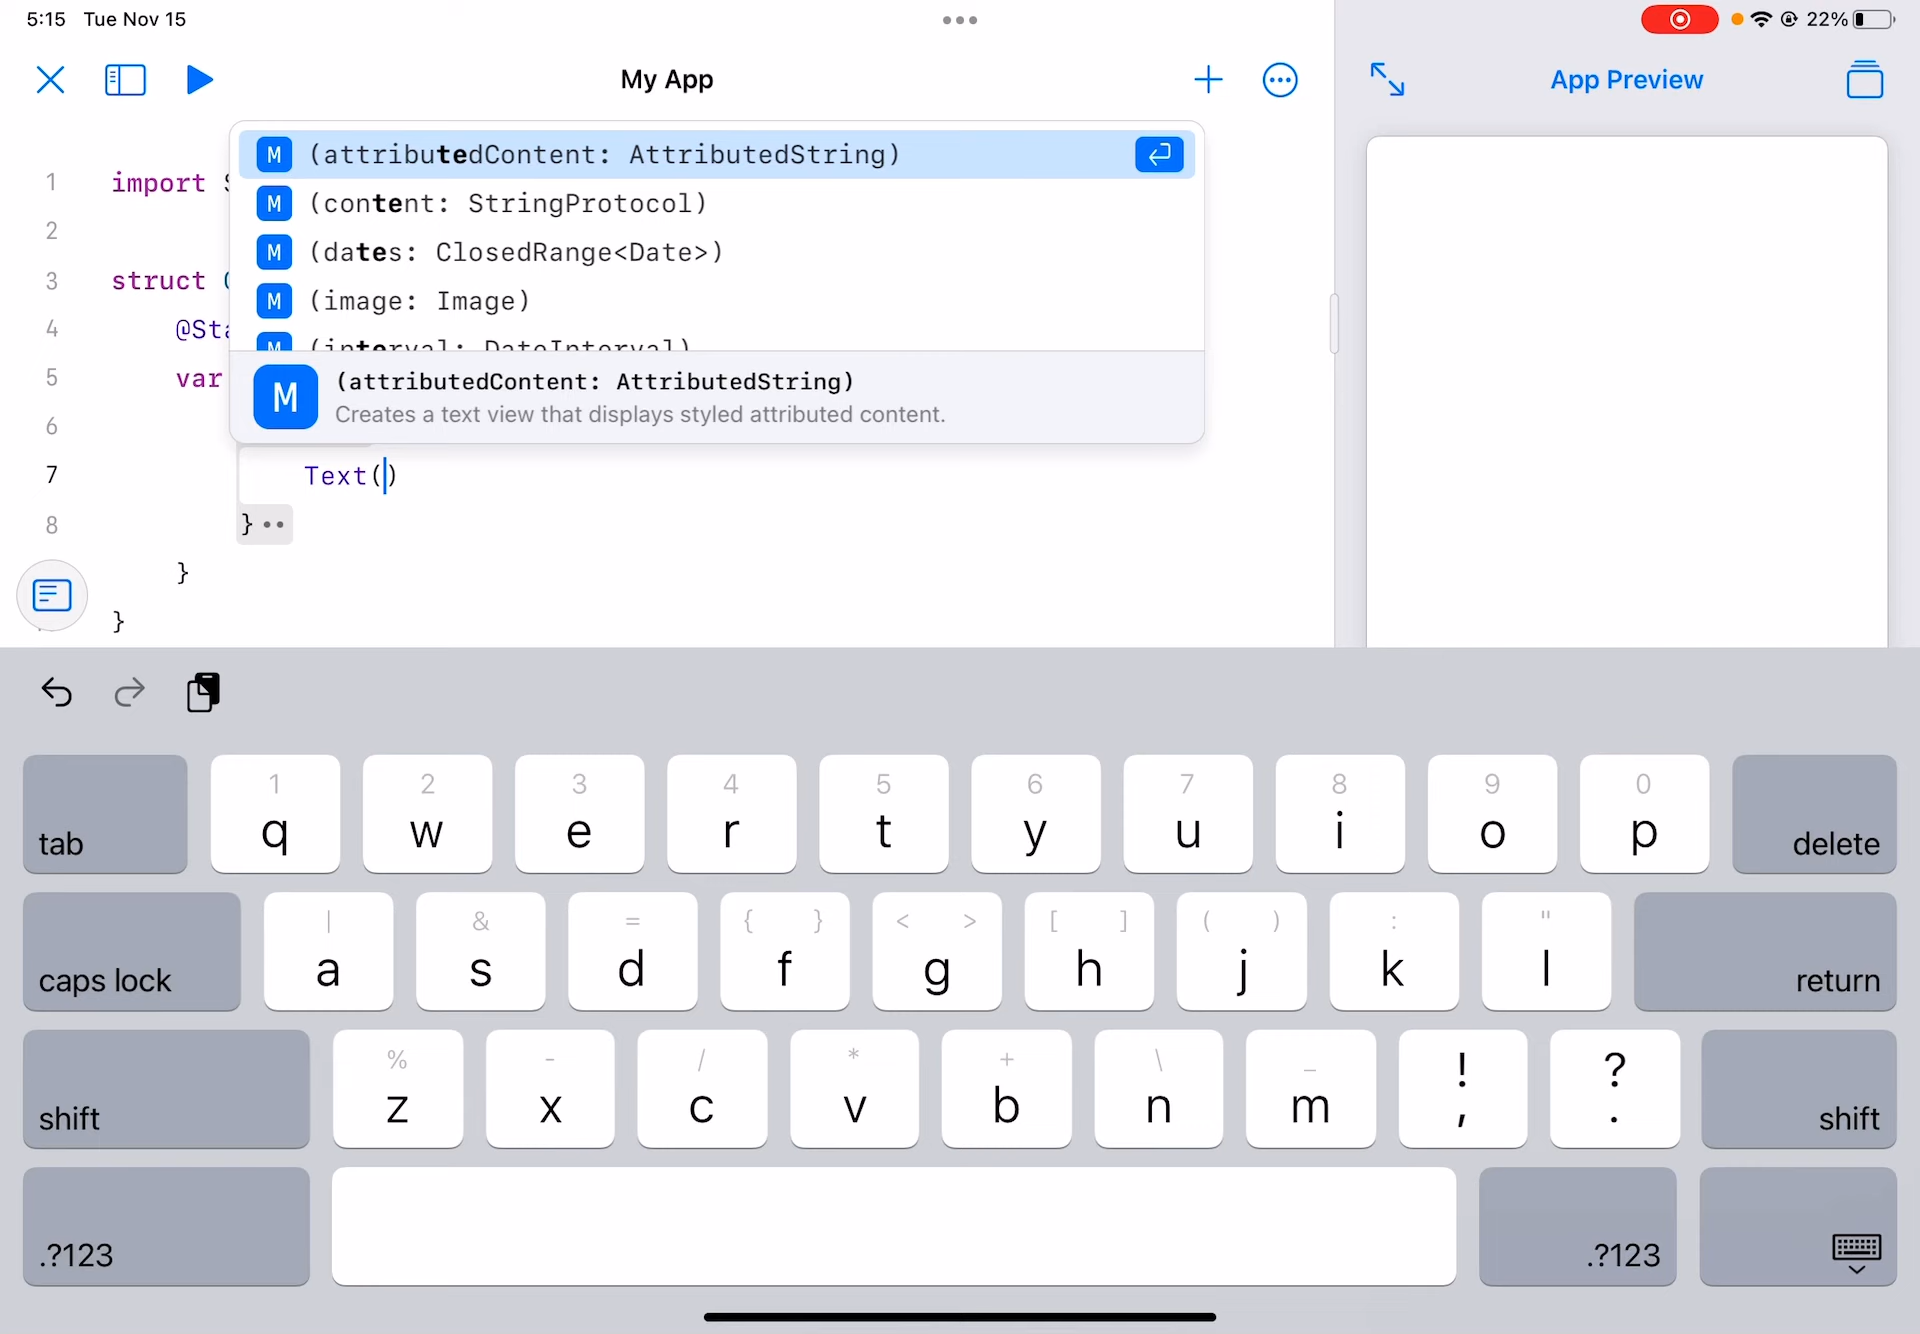 5:15 Tue Nov 15
22%
My App
App Preview
(attributedContent: AttributedString)
(content: StringProtocol)
(dates: ClosedRange<Date>)
(image: Image)
(interval: DateInterval)
M (attributedContent: AttributedString)
Creates a text view that displays styled attributed content.
1 import
2
3 struct
4 @Sta
5 var
6
7 Text()
8 }
}
}
tab 1 q 2 w 3 e 4 r 5 t 6 y 7 u 8 i 9 o 0 p delete
caps lock | a & s = d { } f < > g [ ] h ( ) j : k " l return
shift % z - x / c * v + b \ n _ m ! , ? . shift
.?123 .?123